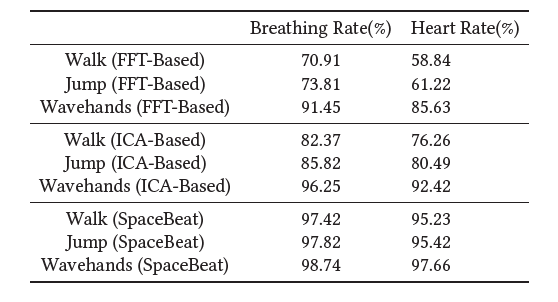 Breathing Rate(%) Heart Rate(%)
Walk (FFT-Based) 70.91 58.84
Jump (FFT-Based) 73.81 61.22
Wavehands (FFT-Based) 91.45 85.63
Walk (ICA-Based) 82.37 76.26
Jump (ICA-Based) 85.82 80.49
Wavehands (ICA-Based) 96.25 92.42
Walk (SpaceBeat) 97.42 95.23
Jump (SpaceBeat) 97.82 95.42
Wavehands (SpaceBeat) 98.74 97.66